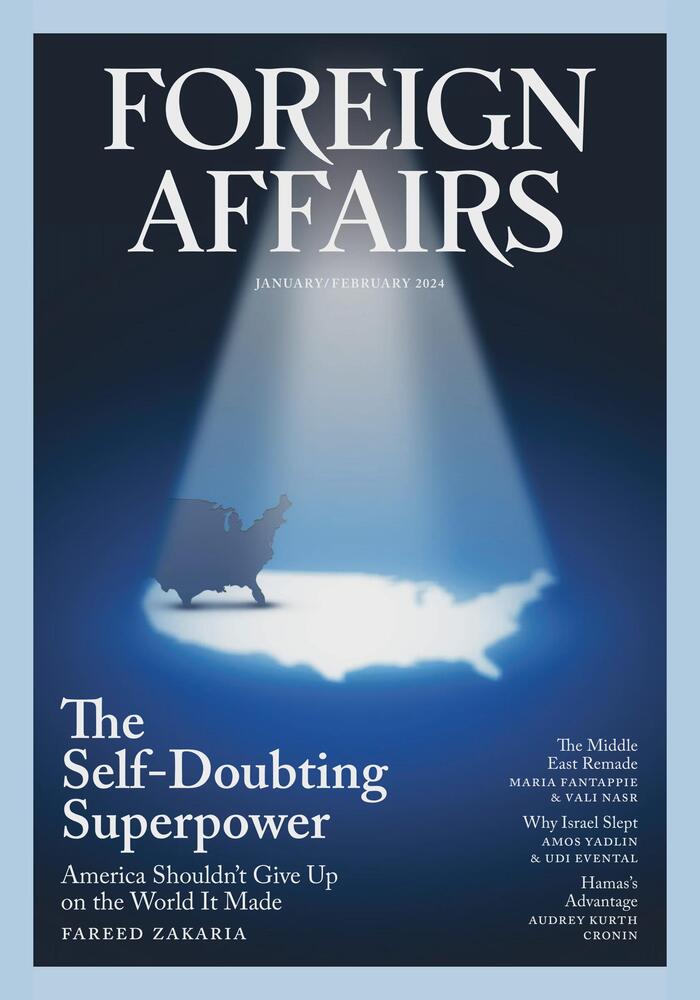 FOREIGN
AFFAIRS
JANUARY/FEBRUARY 2024
The
Self-Doubting
Superpower
America Shouldn’t Give Up
on the World It Made
FAREED ZAKARIA
The Middle
East Remade
MARIA FANTAPPIE
& VALI NASR
Why Israel Slept
AMOS YADLIN
& UDI EVENTAL
Hamas’s
Advantage
AUDREY KURTH
CRONIN